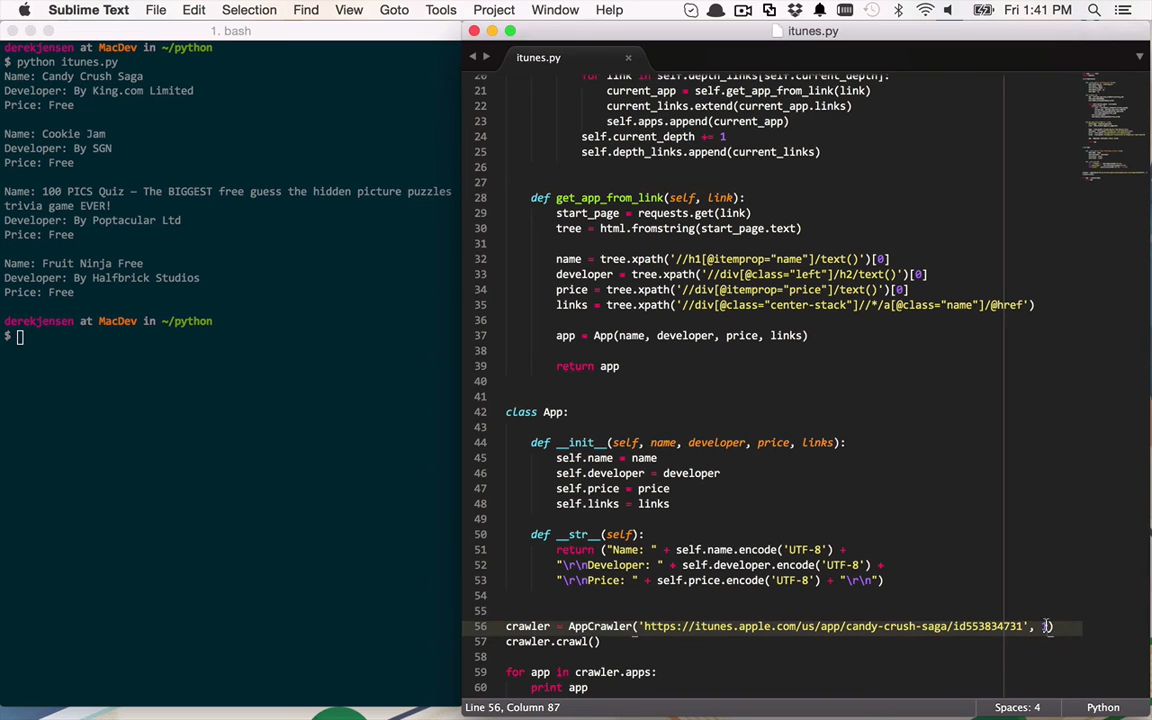 Sublime Text File Edit Selection Find View Goto Tools Project Window Help Fri 1:41 PM
1. bash
derekjensen at MacDev in ~/python
$ python itunes.py
Name: Candy Crush Saga
Developer: By King.com Limited
Price: Free
Name: Cookie Jam
Developer: By SGN
Price: Free
Name: 100 PICS Quiz – The BIGGEST free guess the hidden picture puzzles
trivia game EVER!
Developer: By Poptacular Ltd
Price: Free
Name: Fruit Ninja Free
Developer: By Halfbrick Studios
Price: Free
derekjensen at MacDev in ~/python
$
itunes.py
itunes.py
20 for link in self.depth_links[self.current_depth]:
21 current_app = self.get_app_from_link(link)
22 current_links.extend(current_app.links)
23 self.apps.append(current_app)
24 self.current_depth += 1
25 self.depth_links.append(current_links)
26
27
28 def get_app_from_link(self, link):
29 start_page = requests.get(link)
30 tree = html.fromstring(start_page.text)
31
32 name = tree.xpath('//h1[@itemprop="name"]/text()')[0]
33 developer = tree.xpath('//div[@class="left"]/h2/text()')[0]
34 price = tree.xpath('//div[@itemprop="price"]/text()')[0]
35 links = tree.xpath('//div[@class="center-stack"]//*/a[@class="name"]/@href')
36
37 app = App(name, developer, price, links)
38
39 return app
40
41
42 class App:
43
44 def __init__(self, name, developer, price, links):
45 self.name = name
46 self.developer = developer
47 self.price = price
48 self.links = links
49
50 def __str__(self):
51 return ("Name: " + self.name.encode('UTF-8') +
52 "\r\nDeveloper: " + self.developer.encode('UTF-8') +
53 "\r\nPrice: " + self.price.encode('UTF-8') + "\r\n")
54
55
56 crawler = AppCrawler('https://itunes.apple.com/us/app/candy-crush-saga/id553834731', )
57 crawler.crawl()
58
59 for app in crawler.apps:
60 print app
Line 56, Column 87 Spaces: 4 Python